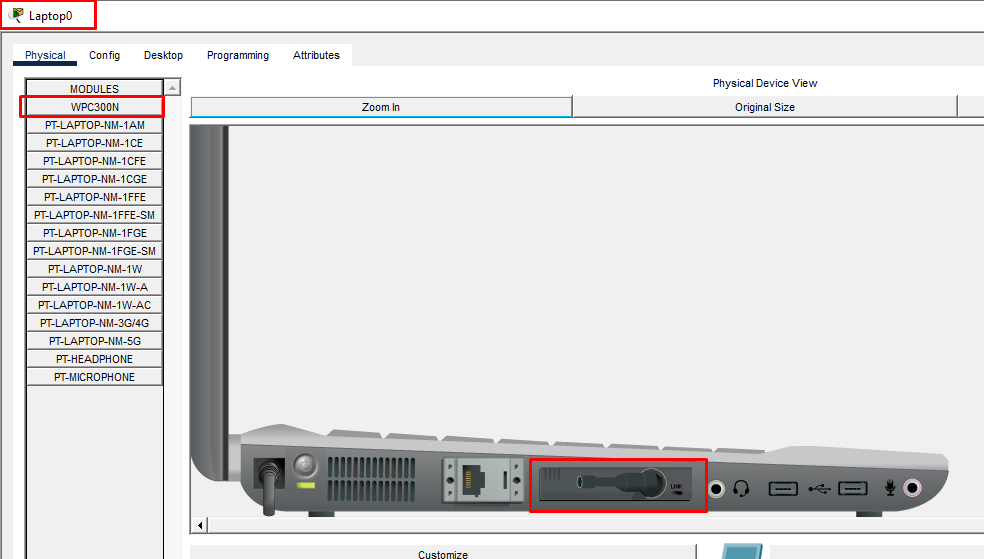 Laptop0
Physical Config Desktop Programming Attributes
MODULES
WPC300N
PT-LAPTOP-NM-1AM
PT-LAPTOP-NM-1CE
PT-LAPTOP-NM-1CFE
PT-LAPTOP-NM-1CGE
PT-LAPTOP-NM-1FFE
PT-LAPTOP-NM-1FFE-SM
PT-LAPTOP-NM-1FGE
PT-LAPTOP-NM-1FGE-SM
PT-LAPTOP-NM-1W
PT-LAPTOP-NM-1W-A
PT-LAPTOP-NM-1W-AC
PT-LAPTOP-NM-3G/4G
PT-LAPTOP-NM-5G
PT-HEADPHONE
PT-MICROPHONE
Physical Device View
Zoom In Original Size
LINK
Customize